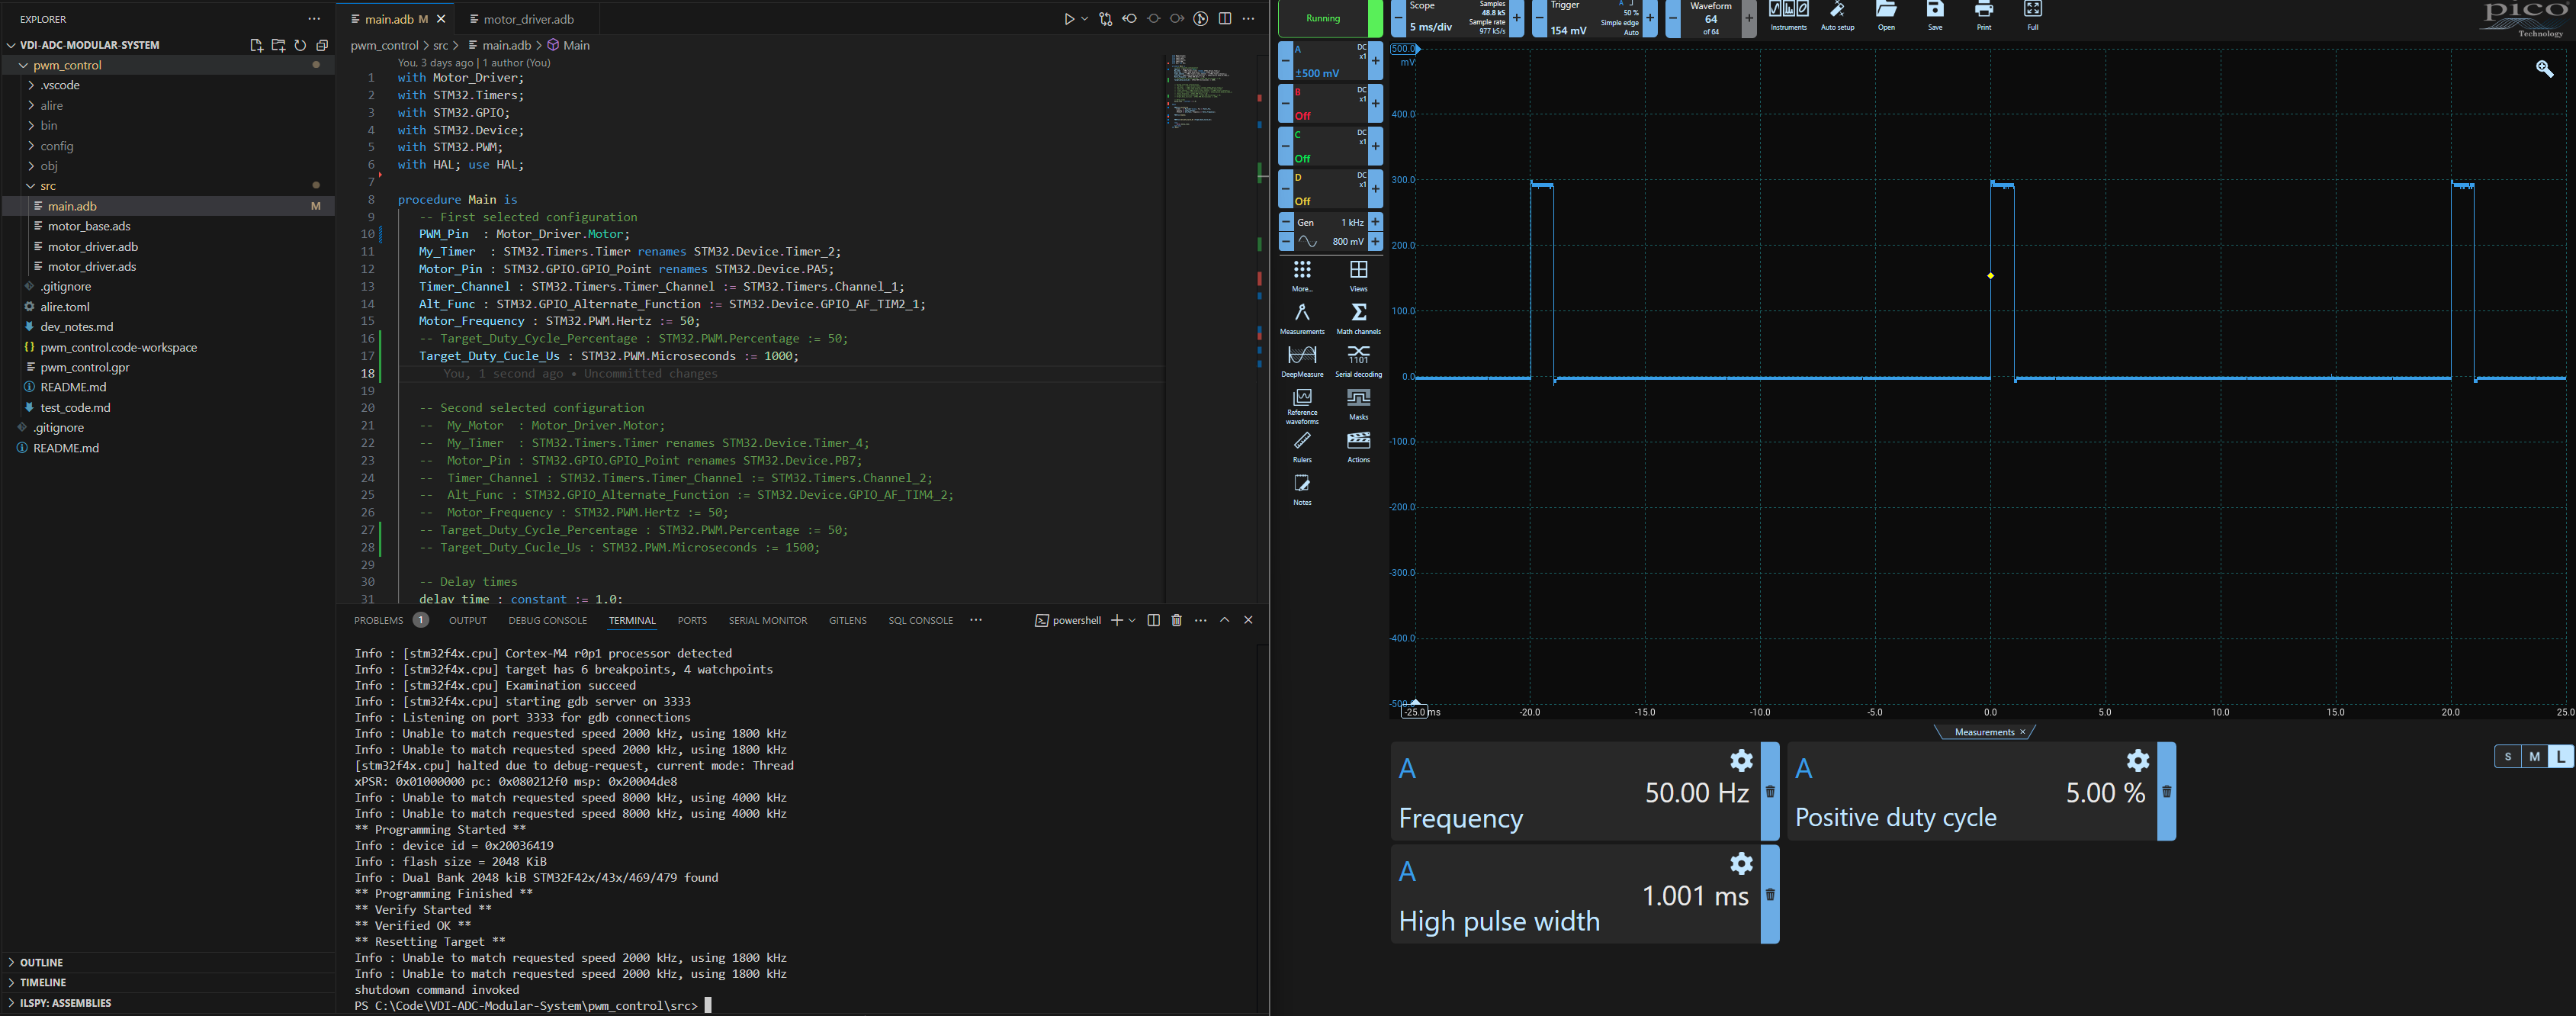 EXPLORER
VDI-ADC-MODULAR-SYSTEM
pwm_control
.vscode
alire
bin
config
obj
src
main.adb M
motor_base.ads
motor_driver.adb
motor_driver.ads
.gitignore
alire.toml
dev_notes.md
pwm_control.code-workspace
pwm_control.gpr
README.md
test_code.md
.gitignore
README.md
OUTLINE
TIMELINE
ILSPY: ASSEMBLIES
main.adb M
motor_driver.adb
pwm_control > src > main.adb > Main
You, 3 days ago | 1 author (You)
1 with Motor_Driver;
2 with STM32.Timers;
3 with STM32.GPIO;
4 with STM32.Device;
5 with STM32.PWM;
6 with HAL; use HAL;
7
8 procedure Main is
9 -- First selected configuration
10 PWM_Pin : Motor_Driver.Motor;
11 My_Timer : STM32.Timers.Timer renames STM32.Device.Timer_2;
12 Motor_Pin : STM32.GPIO.GPIO_Point renames STM32.Device.PA5;
13 Timer_Channel : STM32.Timers.Timer_Channel := STM32.Timers.Channel_1;
14 Alt_Func : STM32.GPIO_Alternate_Function := STM32.Device.GPIO_AF_TIM2_1;
15 Motor_Frequency : STM32.PWM.Hertz := 50;
16 -- Target_Duty_Cycle_Percentage : STM32.PWM.Percentage := 50;
17 Target_Duty_Cucle_Us : STM32.PWM.Microseconds := 1000;
18 You, 1 second ago • Uncommitted changes
19
20 -- Second selected configuration
21 -- My_Motor : Motor_Driver.Motor;
22 -- My_Timer : STM32.Timers.Timer renames STM32.Device.Timer_4;
23 -- Motor_Pin : STM32.GPIO.GPIO_Point renames STM32.Device.PB7;
24 -- Timer_Channel : STM32.Timers.Timer_Channel := STM32.Timers.Channel_2;
25 -- Alt_Func : STM32.GPIO_Alternate_Function := STM32.Device.GPIO_AF_TIM4_2;
26 -- Motor_Frequency : STM32.PWM.Hertz := 50;
27 -- Target_Duty_Cycle_Percentage : STM32.PWM.Percentage := 50;
28 -- Target_Duty_Cucle_Us : STM32.PWM.Microseconds := 1500;
29
30 -- Delay times
31 delay_time : constant := 1.0;
PROBLEMS 1 OUTPUT DEBUG CONSOLE TERMINAL PORTS SERIAL MONITOR GITLENS SQL CONSOLE
powershell
Info : [stm32f4x.cpu] Cortex-M4 r0p1 processor detected
Info : [stm32f4x.cpu] target has 6 breakpoints, 4 watchpoints
Info : [stm32f4x.cpu] Examination succeed
Info : [stm32f4x.cpu] starting gdb server on 3333
Info : Listening on port 3333 for gdb connections
Info : Unable to match requested speed 2000 kHz, using 1800 kHz
Info : Unable to match requested speed 2000 kHz, using 1800 kHz
[stm32f4x.cpu] halted due to debug-request, current mode: Thread
xPSR: 0x01000000 pc: 0x080212f0 msp: 0x20004de8
Info : Unable to match requested speed 8000 kHz, using 4000 kHz
Info : Unable to match requested speed 8000 kHz, using 4000 kHz
** Programming Started **
Info : device id = 0x20036419
Info : flash size = 2048 KiB
Info : Dual Bank 2048 kiB STM32F42x/43x/469/479 found
** Programming Finished **
** Verify Started **
** Verified OK **
** Resetting Target **
Info : Unable to match requested speed 2000 kHz, using 1800 kHz
Info : Unable to match requested speed 2000 kHz, using 1800 kHz
shutdown command invoked
PS C:\Code\VDI-ADC-Modular-System\pwm_control\src>
Running
Scope
5 ms/div
Samples
48.8 kS
Sample rate
977 kS/s
Trigger
154 mV
A
50 %
Simple edge
Auto
Waveform
64
of 64
Instruments
Auto setup
Open
Save
Print
Full
pico
Technology
A DC
x1
±500 mV
B DC
x1
Off
C DC
x1
Off
D DC
x1
Off
Gen 1 kHz
800 mV
More...
Views
Measurements
Math channels
DeepMeasure
Serial decoding
1101
Reference
waveforms
Masks
Rulers
Actions
Notes
500.0
mV
400.0
300.0
200.0
100.0
0.0
-100.0
-200.0
-300.0
-400.0
-500.0
-25.0 ms -20.0 -15.0 -10.0 -5.0 0.0 5.0 10.0 15.0 20.0 25.0
Measurements
S M L
A
50.00 Hz
Frequency
A
5.00 %
Positive duty cycle
A
1.001 ms
High pulse width